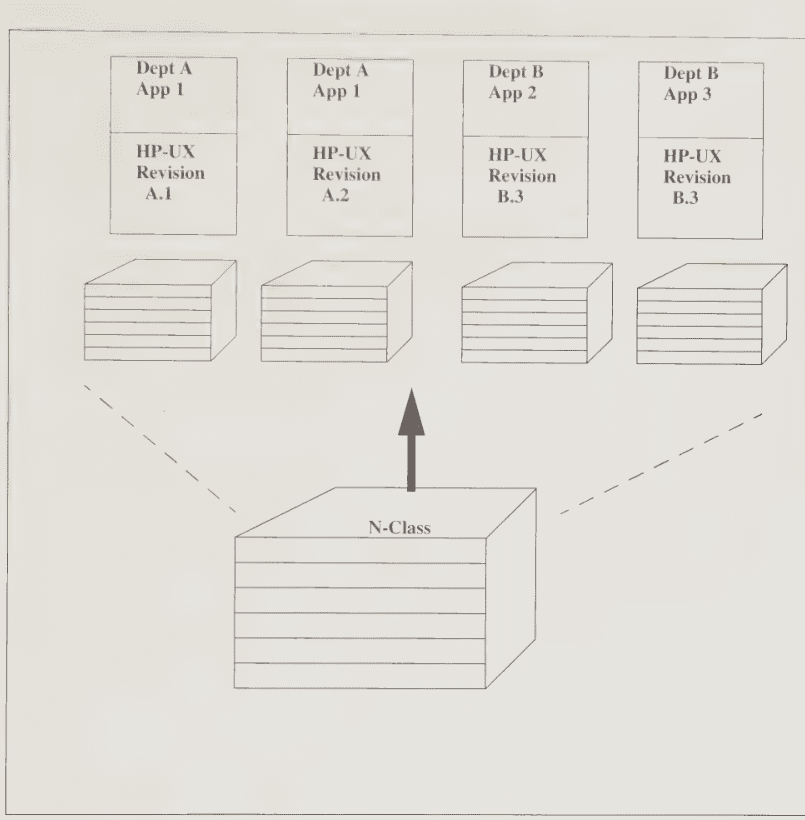 Dept A
App 1
HP-UX
Revision
A.1
Dept A
App 1
HP-UX
Revision
A.2
Dept B
App 2
HP-UX
Revision
B.3
Dept B
App 3
HP-UX
Revision
B.3
N-Class